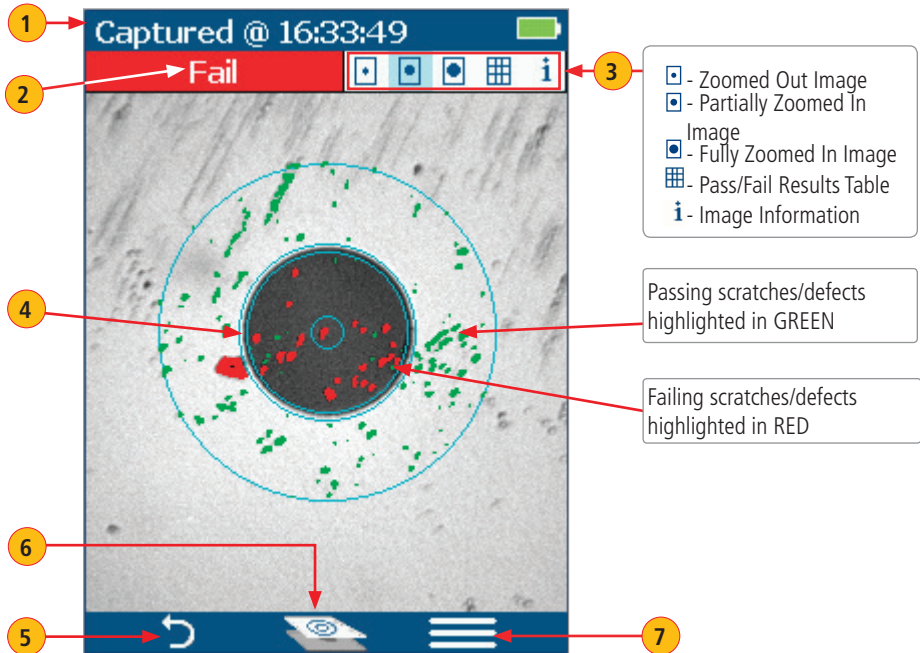 1
Captured @ 16:33:49
2
Fail
i
3
- Zoomed Out Image
- Partially Zoomed In
Image
- Fully Zoomed In Image
- Pass/Fail Results Table
i - Image Information
Passing scratches/defects
highlighted in GREEN
4
Failing scratches/defects
highlighted in RED
6
5
7